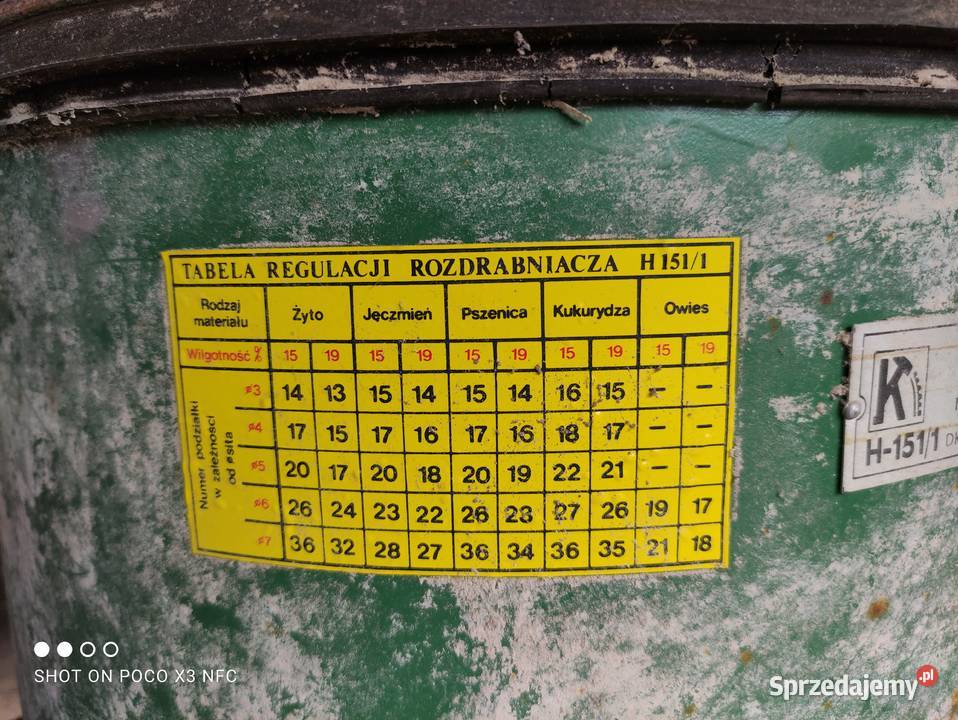 TABELA REGULACJI ROZDRABNIACZA H 151/1
Rodzaj materiału Żyto Jęczmień Pszenica Kukurydza Owies
Wilgotność % 15 19 15 19 15 19 15 19 15 19
Numer podziałki
w zależności
od ⌀sita
⌀3 14 13 15 14 15 14 16 15 – –
⌀4 17 15 17 16 17 16 18 17 – –
⌀5 20 17 20 18 20 19 22 21 – –
⌀6 26 24 23 22 26 23 27 26 19 17
⌀7 36 32 28 27 36 34 36 35 21 18
K
H-151/1
SHOT ON POCO X3 NFC
Sprzedajemy.pl